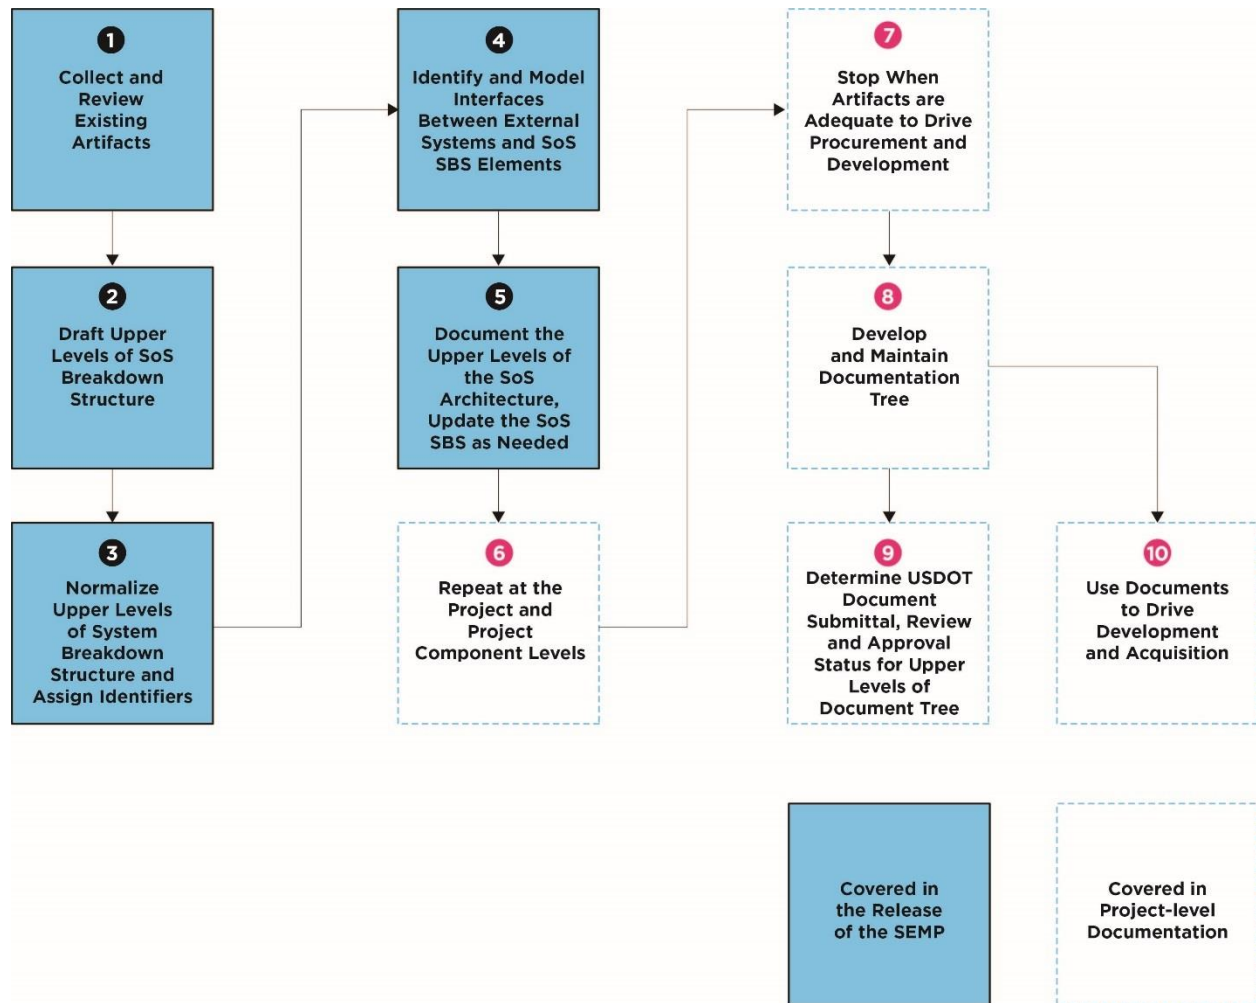 1
Collect and
Review
Existing
Artifacts
2
Draft Upper
Levels of SoS
Breakdown
Structure
3
Normalize
Upper Levels
of System
Breakdown
Structure and
Assign Identifiers
4
Identify and Model
Interfaces
Between External
Systems and SoS
SBS Elements
5
Document the
Upper Levels of
the SoS
Architecture,
Update the SoS
SBS as Needed
6
Repeat at the
Project and
Project
Component Levels
7
Stop When
Artifacts are
Adequate to Drive
Procurement and
Development
8
Develop
and Maintain
Documentation
Tree
9
Determine USDOT
Document
Submittal, Review
and Approval
Status for Upper
Levels of
Document Tree
10
Use Documents
to Drive
Development
and Acquisition
Covered in
the Release
of the SEMP
Covered in
Project-level
Documentation